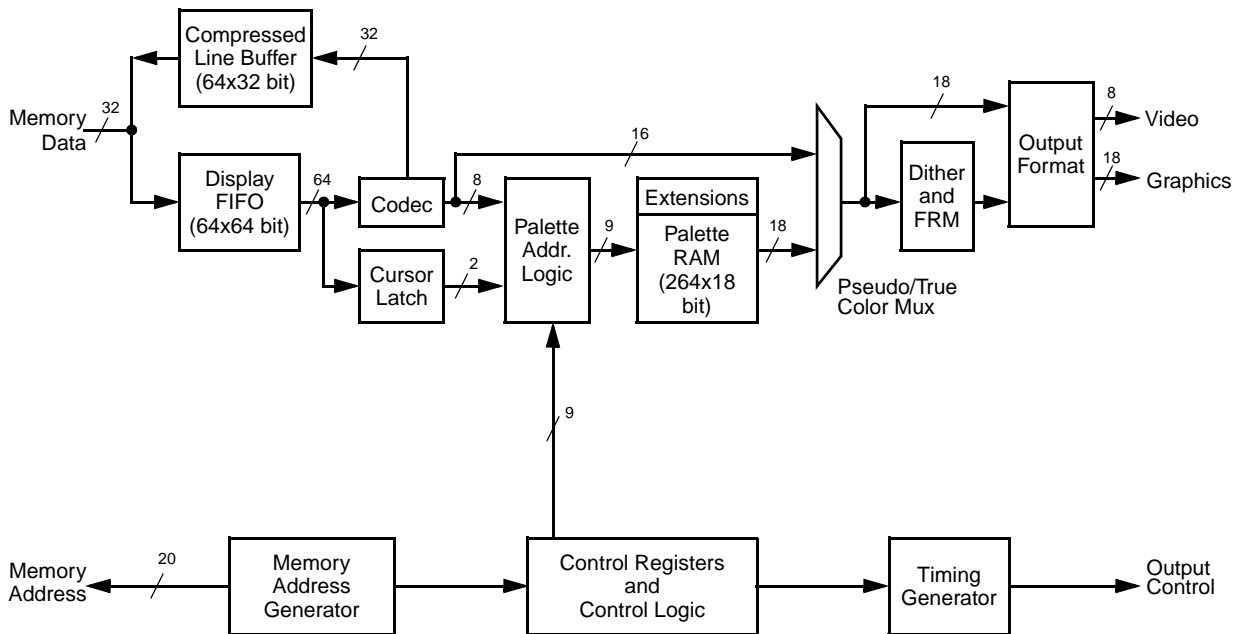 Compressed
Line Buffer
(64x32 bit)
32
Memory
Data
32
Display
FIFO
(64x64 bit)
64
Codec
8
Cursor
Latch
2
Palette
Addr.
Logic
9
16
Extensions
Palette
RAM
(264x18
bit)
18
Pseudo/True
Color Mux
18
Dither
and
FRM
Output
Format
8
Video
18
Graphics
9
Memory
Address
20
Memory
Address
Generator
Control Registers
and
Control Logic
Timing
Generator
Output
Control